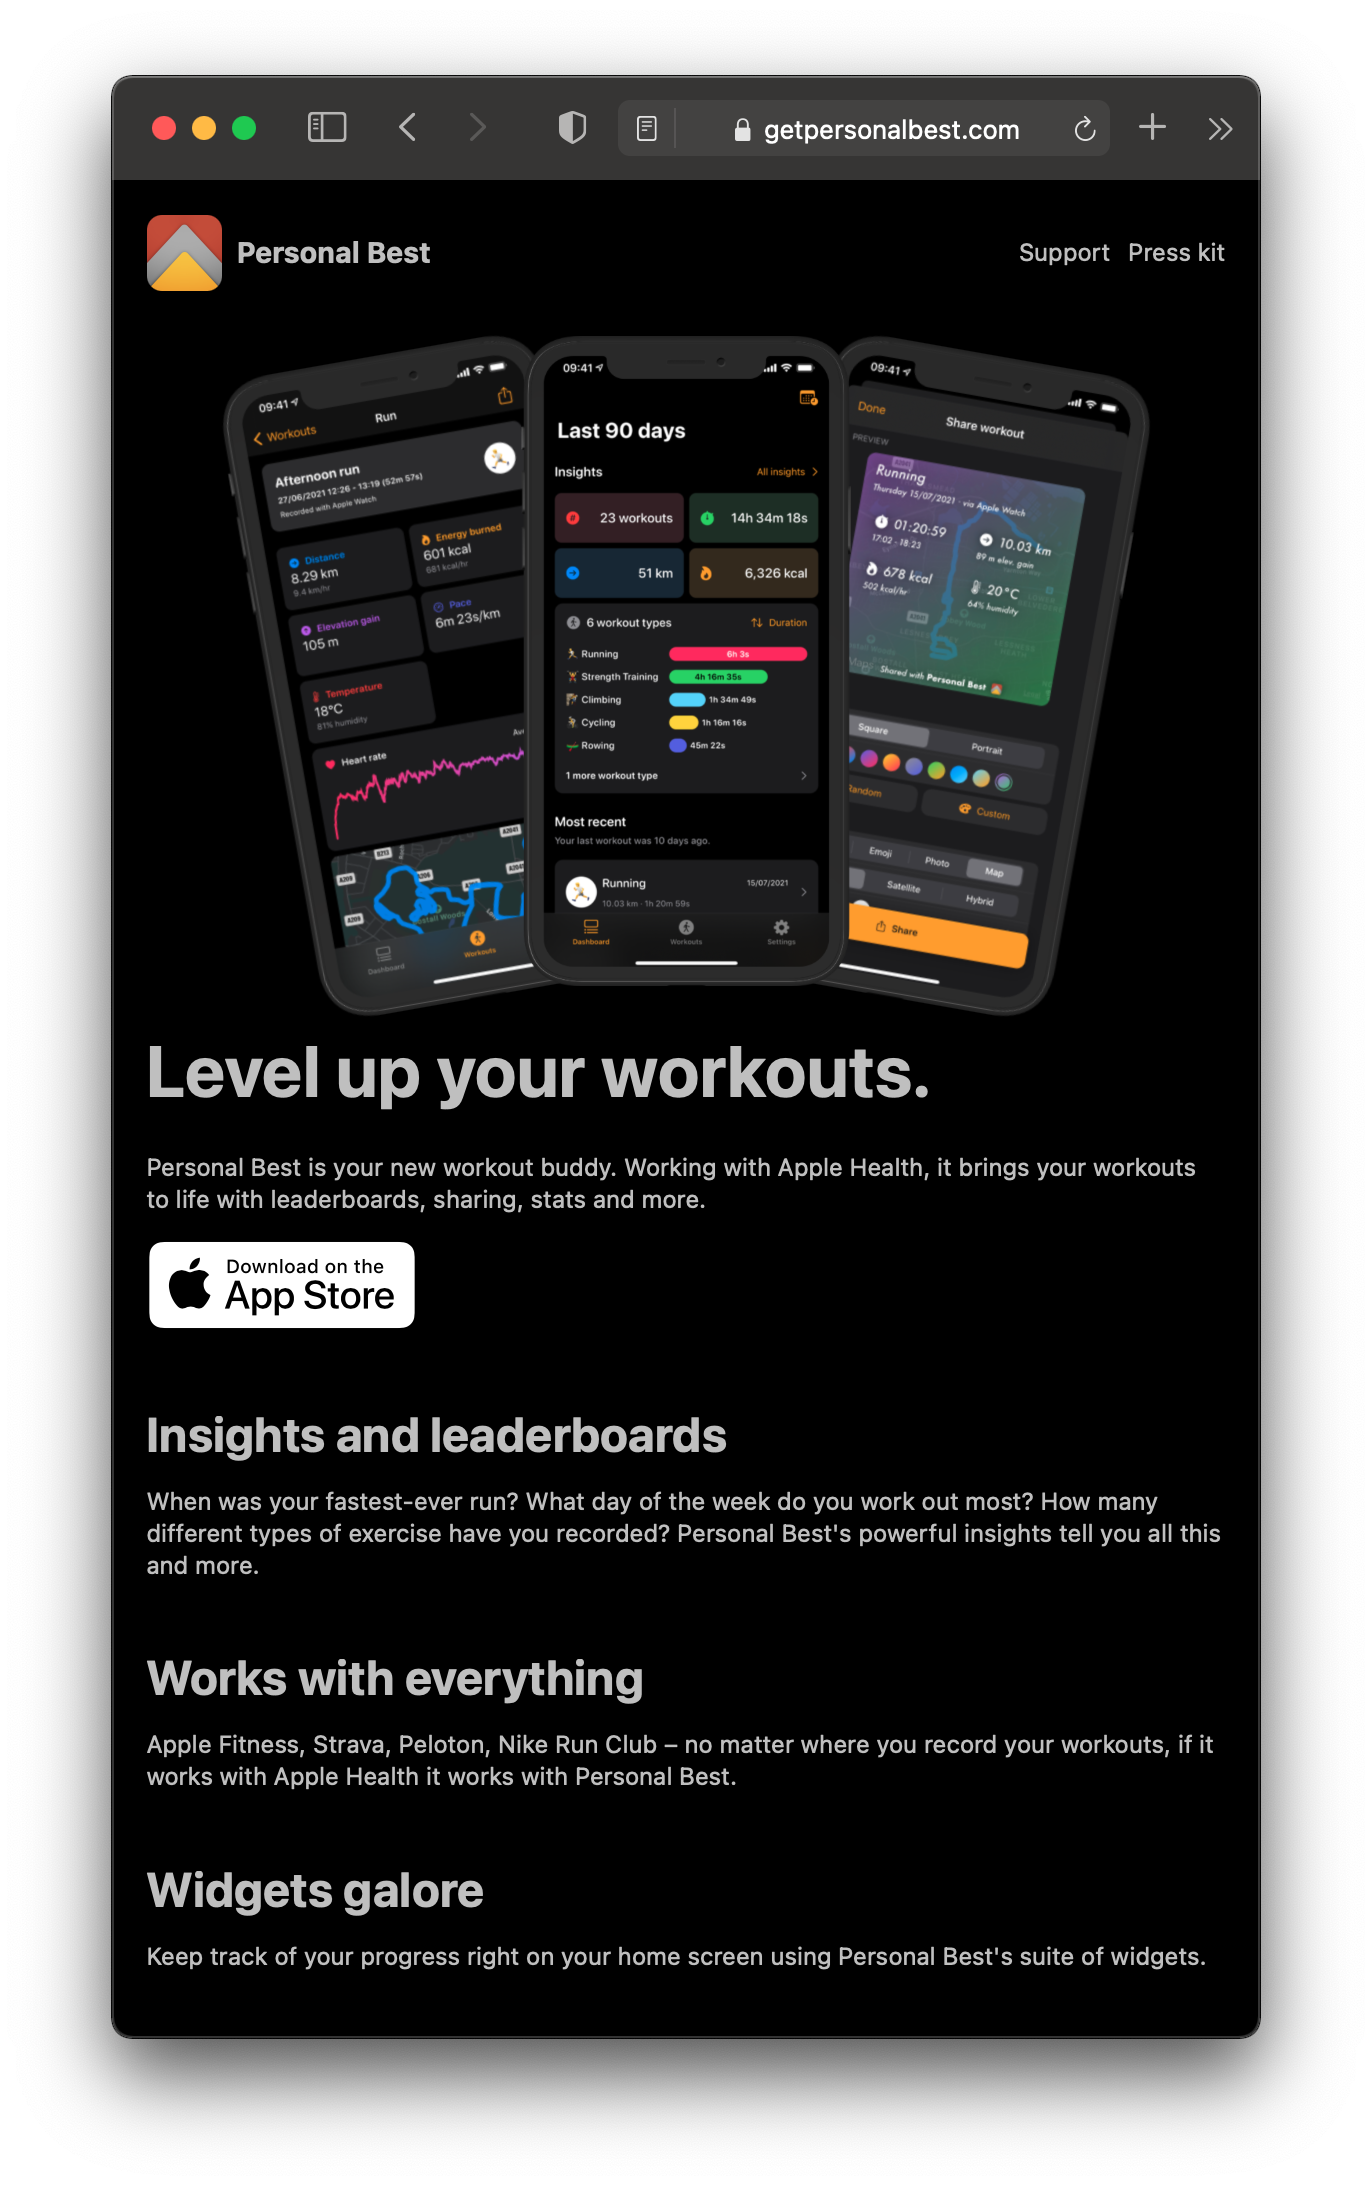 getpersonalbest.com
Personal Best
Support Press kit
09:41
Workouts
Run
Afternoon run
27/06/2021 12:26 - 13:19 (52m 57s)
Recorded with Apple Watch
Distance
8.29 km
9.4 km/hr
Energy burned
601 kcal
681 kcal/hr
Elevation gain
105 m
Pace
6m 23s/km
Temperature
18°C
81% humidity
Heart rate
B212
A2041
A209
A206
A209
Dashboard
Workouts
09:41
Last 90 days
Insights
All insights
23 workouts
14h 34m 18s
51 km
6,326 kcal
6 workout types
Duration
Running
6h 3s
Strength Training
4h 16m 35s
Climbing
1h 34m 49s
Cycling
1h 16m 16s
Rowing
45m 22s
1 more workout type
Most recent
Your last workout was 10 days ago.
Running
15/07/2021
10.03 km · 1h 20m 59s
Dashboard
Workouts
Settings
09:41
Done
Share workout
PREVIEW
Running
Thursday 15/07/2021 · via Apple Watch
01:20:59
17:02 - 18:23
10.03 km
89 m elev. gain
678 kcal
502 kcal/hr
20°C
64% humidity
Maps
Shared with Personal Best
Square
Portrait
Random
Custom
Emoji
Photo
Map
Satellite
Hybrid
Share
Level up your workouts.
Personal Best is your new workout buddy. Working with Apple Health, it brings your workouts
to life with leaderboards, sharing, stats and more.
Download on the
App Store
Insights and leaderboards
When was your fastest-ever run? What day of the week do you work out most? How many
different types of exercise have you recorded? Personal Best's powerful insights tell you all this
and more.
Works with everything
Apple Fitness, Strava, Peloton, Nike Run Club – no matter where you record your workouts, if it
works with Apple Health it works with Personal Best.
Widgets galore
Keep track of your progress right on your home screen using Personal Best's suite of widgets.